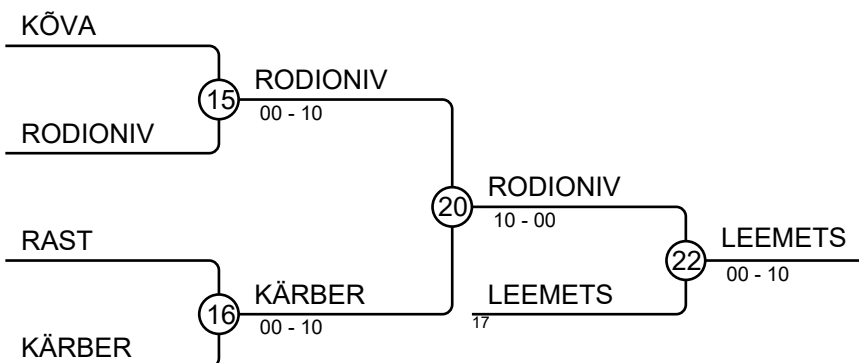 KÕVA
15
RODIONIV
00 - 10
RODIONIV
20
RODIONIV
10 - 00
RAST
22
LEEMETS
00 - 10
16
KÄRBER
00 - 10
LEEMETS
17
KÄRBER